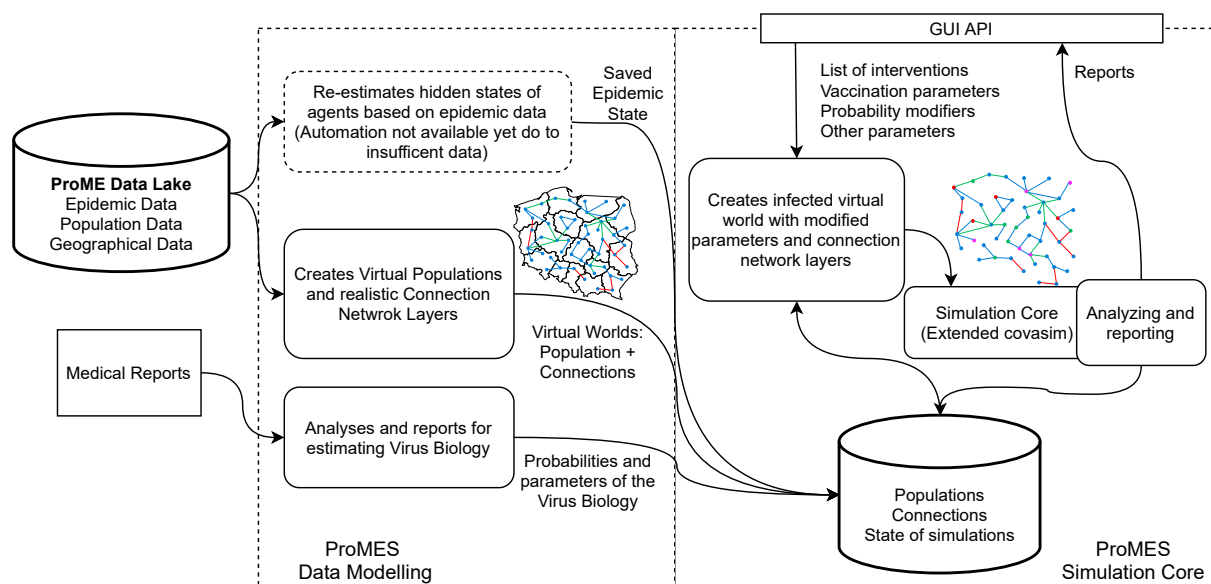 GUI API
Re-estimates hidden states of
agents based on epidemic data
(Automation not available yet do to
insufficent data)
Saved
Epidemic
State
List of interventions
Vaccination parameters
Probability modifiers
Other parameters
Reports
ProME Data Lake
Epidemic Data
Population Data
Geographical Data
Creates infected virtual
world with modified
parameters and connection
network layers
Creates Virtual Populations
and realistic Connection
Netwrok Layers
Simulation Core
(Extended covasim)
Analyzing and
reporting
Virtual Worlds:
Population +
Connections
Medical Reports
Analyses and reports for
estimating Virus Biology
Probabilities and
parameters of the
Virus Biology
Populations
Connections
State of simulations
ProMES
Data Modelling
ProMES
Simulation Core